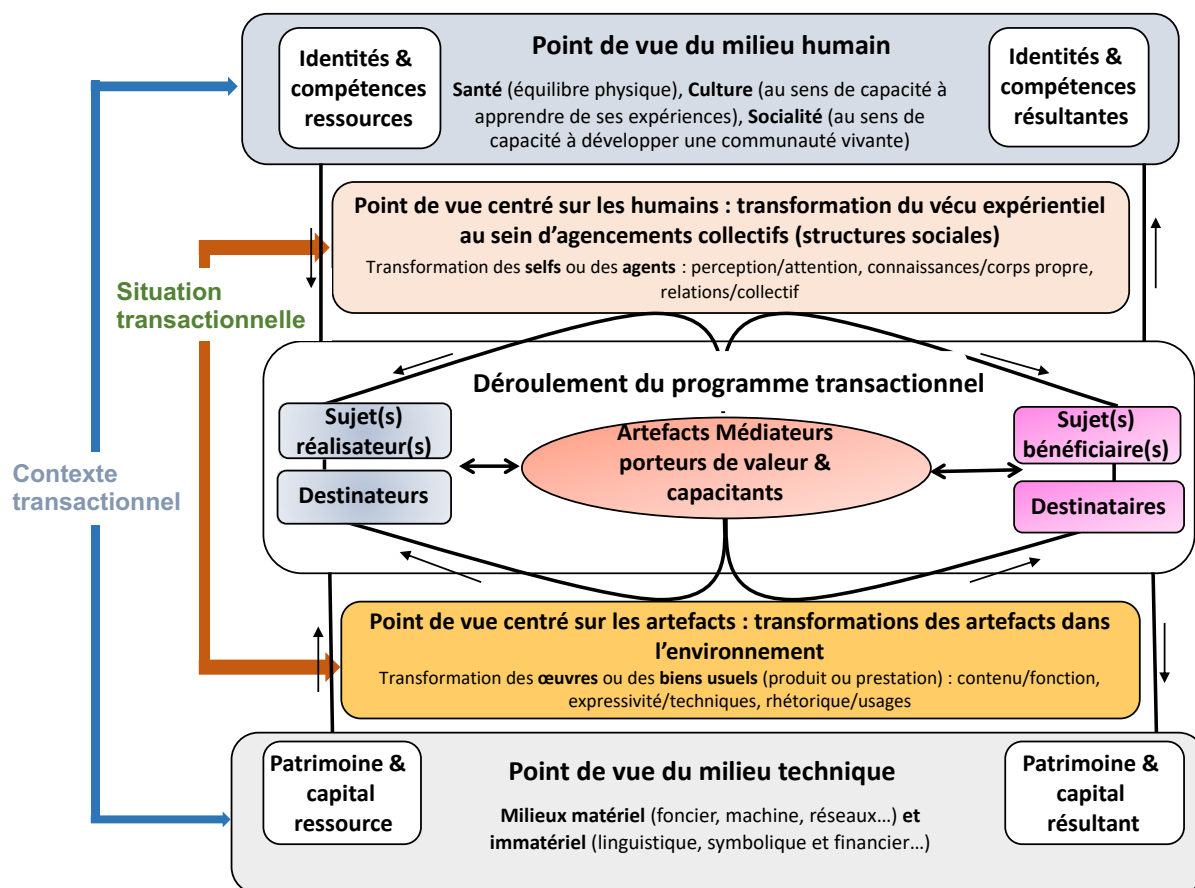 Point de vue du milieu humain
Identités &
compétences
ressources
Santé (équilibre physique), Culture (au sens de capacité à
apprendre de ses expériences), Socialité (au sens de
capacité à développer une communauté vivante)
Identités &
compétences
résultantes
Point de vue centré sur les humains : transformation du vécu expérientiel
au sein d’agencements collectifs (structures sociales)
Transformation des selfs ou des agents : perception/attention, connaissances/corps propre,
relations/collectif
Situation
transactionnelle
Contexte
transactionnel
Déroulement du programme transactionnel
Sujet(s)
réalisateur(s)
Destinateurs
Artefacts Médiateurs
porteurs de valeur &
capacitants
Sujet(s)
bénéficiaire(s)
Destinataires
Point de vue centré sur les artefacts : transformations des artefacts dans
l’environnement
Transformation des œuvres ou des biens usuels (produit ou prestation) : contenu/fonction,
expressivité/techniques, rhétorique/usages
Patrimoine &
capital
ressource
Point de vue du milieu technique
Milieux matériel (foncier, machine, réseaux…) et
immatériel (linguistique, symbolique et financier…)
Patrimoine &
capital
résultant